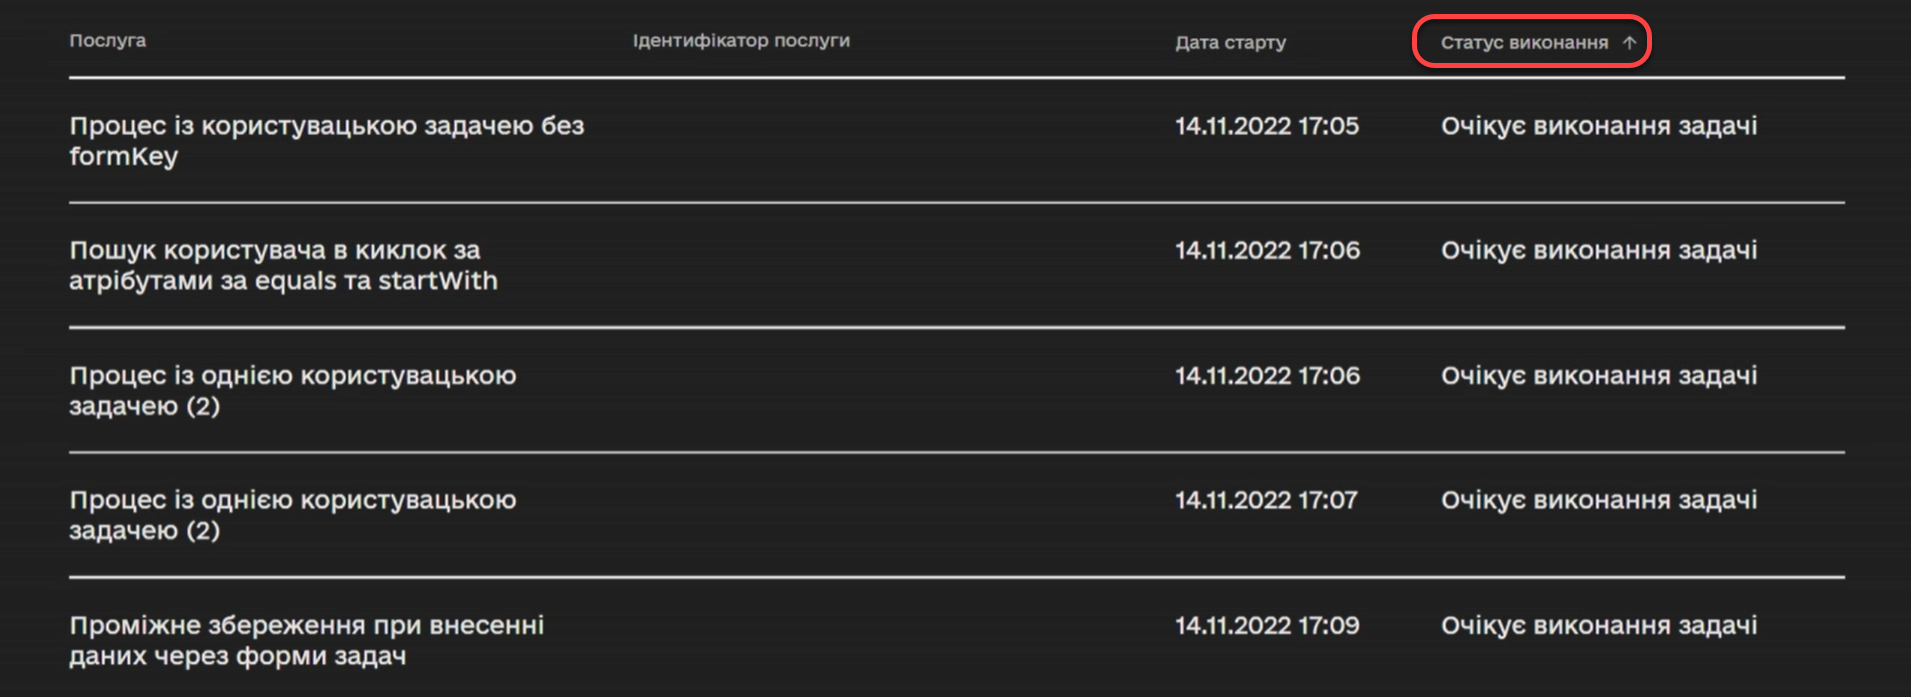 Послуга Ідентифікатор послуги Дата старту Статус виконання ↑
Процес із користувацькою задачею без 14.11.2022 17:05 Очікує виконання задачі
formKey
Пошук користувача в киклок за 14.11.2022 17:06 Очікує виконання задачі
атрібутами за equals та startWith
Процес із однією користувацькою 14.11.2022 17:06 Очікує виконання задачі
задачею (2)
Процес із однією користувацькою 14.11.2022 17:07 Очікує виконання задачі
задачею (2)
Проміжне збереження при внесенні 14.11.2022 17:09 Очікує виконання задачі
даних через форми задач